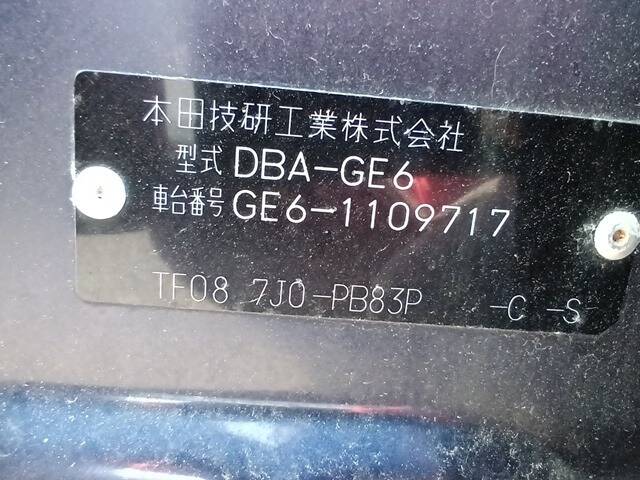 本田技研工業株式会社
型式 DBA-GE6
車台番号 GE6-1109717
TF08 7J0-PB83P -C -S-